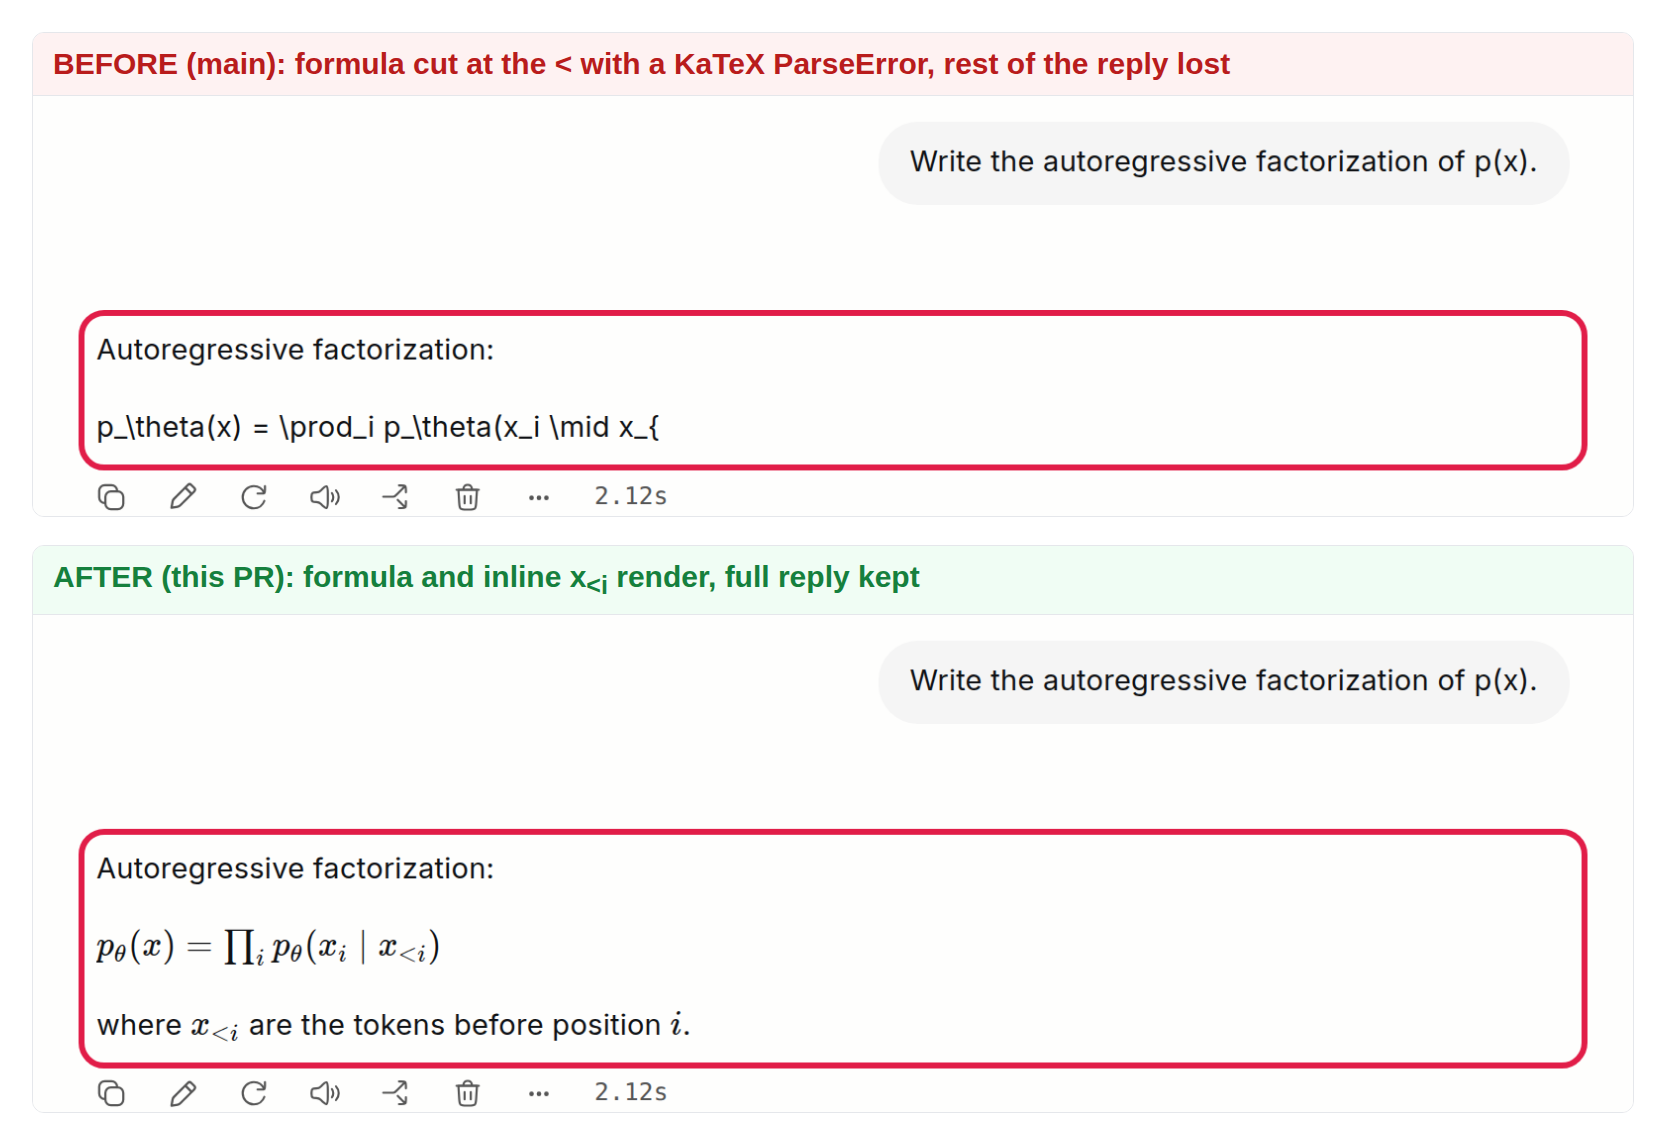 BEFORE (main): formula cut at the < with a KaTeX ParseError, rest of the reply lost
Write the autoregressive factorization of p(x).
Autoregressive factorization:
p_\theta(x) = \prod_i p_\theta(x_i \mid x_{
2.12s
AFTER (this PR): formula and inline x<i render, full reply kept
Write the autoregressive factorization of p(x).
Autoregressive factorization:
pθ(x) = ∏i pθ(xi | x<i)
where x<i are the tokens before position i.
2.12s